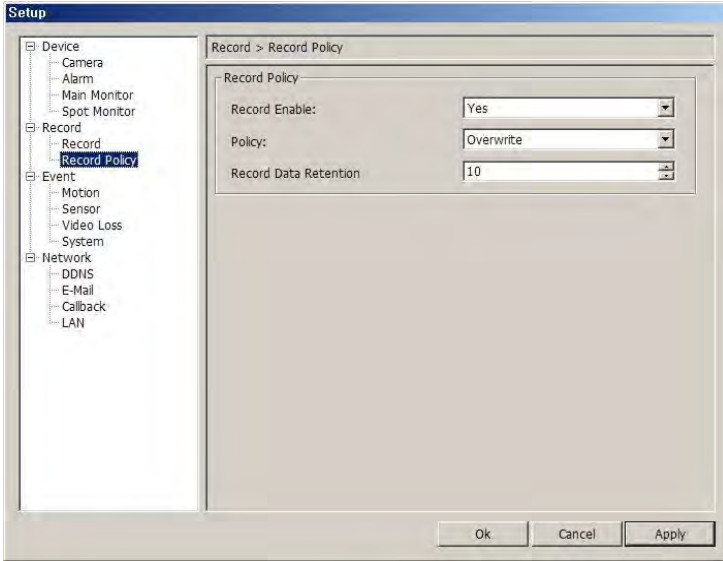 Setup
Device
Camera
Alarm
Main Monitor
Spot Monitor
Record
Record
Record Policy
Event
Motion
Sensor
Video Loss
System
Network
DDNS
E-Mail
Callback
LAN
Record > Record Policy
Record Policy
Record Enable: Yes
Policy: Overwrite
Record Data Retention 10
Ok Cancel Apply